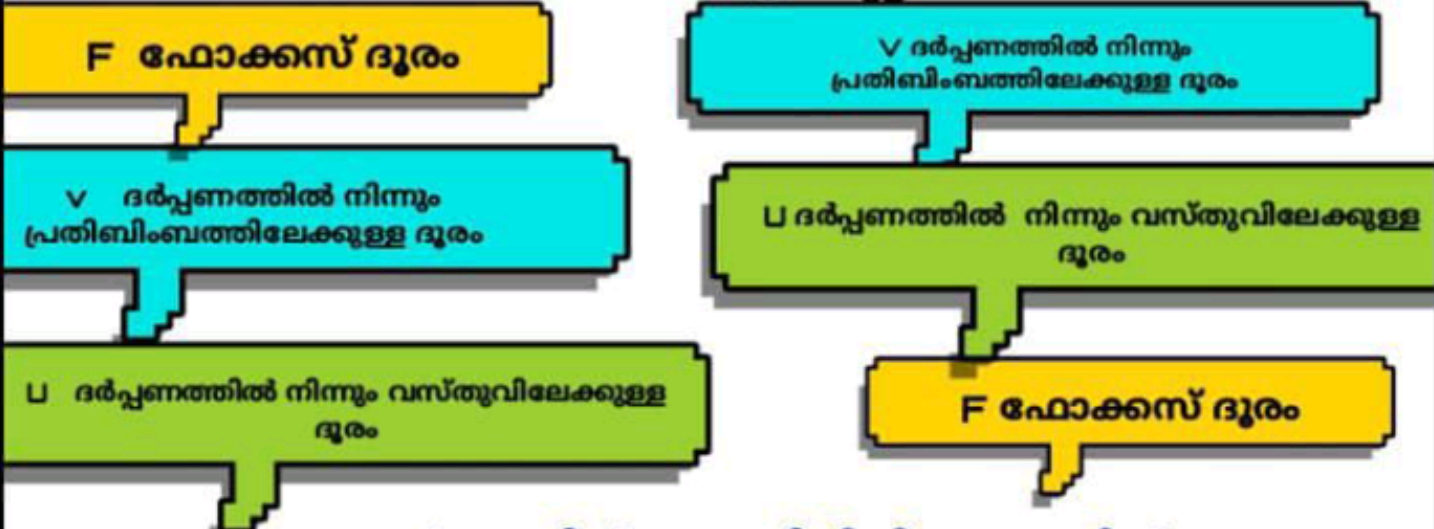 F ഫോക്കസ് ദൂരം
v ദർപ്പണത്തിൽ നിന്നും
പ്രതിബിംബത്തിലേക്കുള്ള ദൂരം
u ദർപ്പണത്തിൽ നിന്നും വസ്തുവിലേക്കുള്ള
ദൂരം
v ദർപ്പണത്തിൽ നിന്നും
പ്രതിബിംബത്തിലേക്കുള്ള ദൂരം
u ദർപ്പണത്തിൽ നിന്നും വസ്തുവിലേക്കുള്ള
ദൂരം
F ഫോക്കസ് ദൂരം